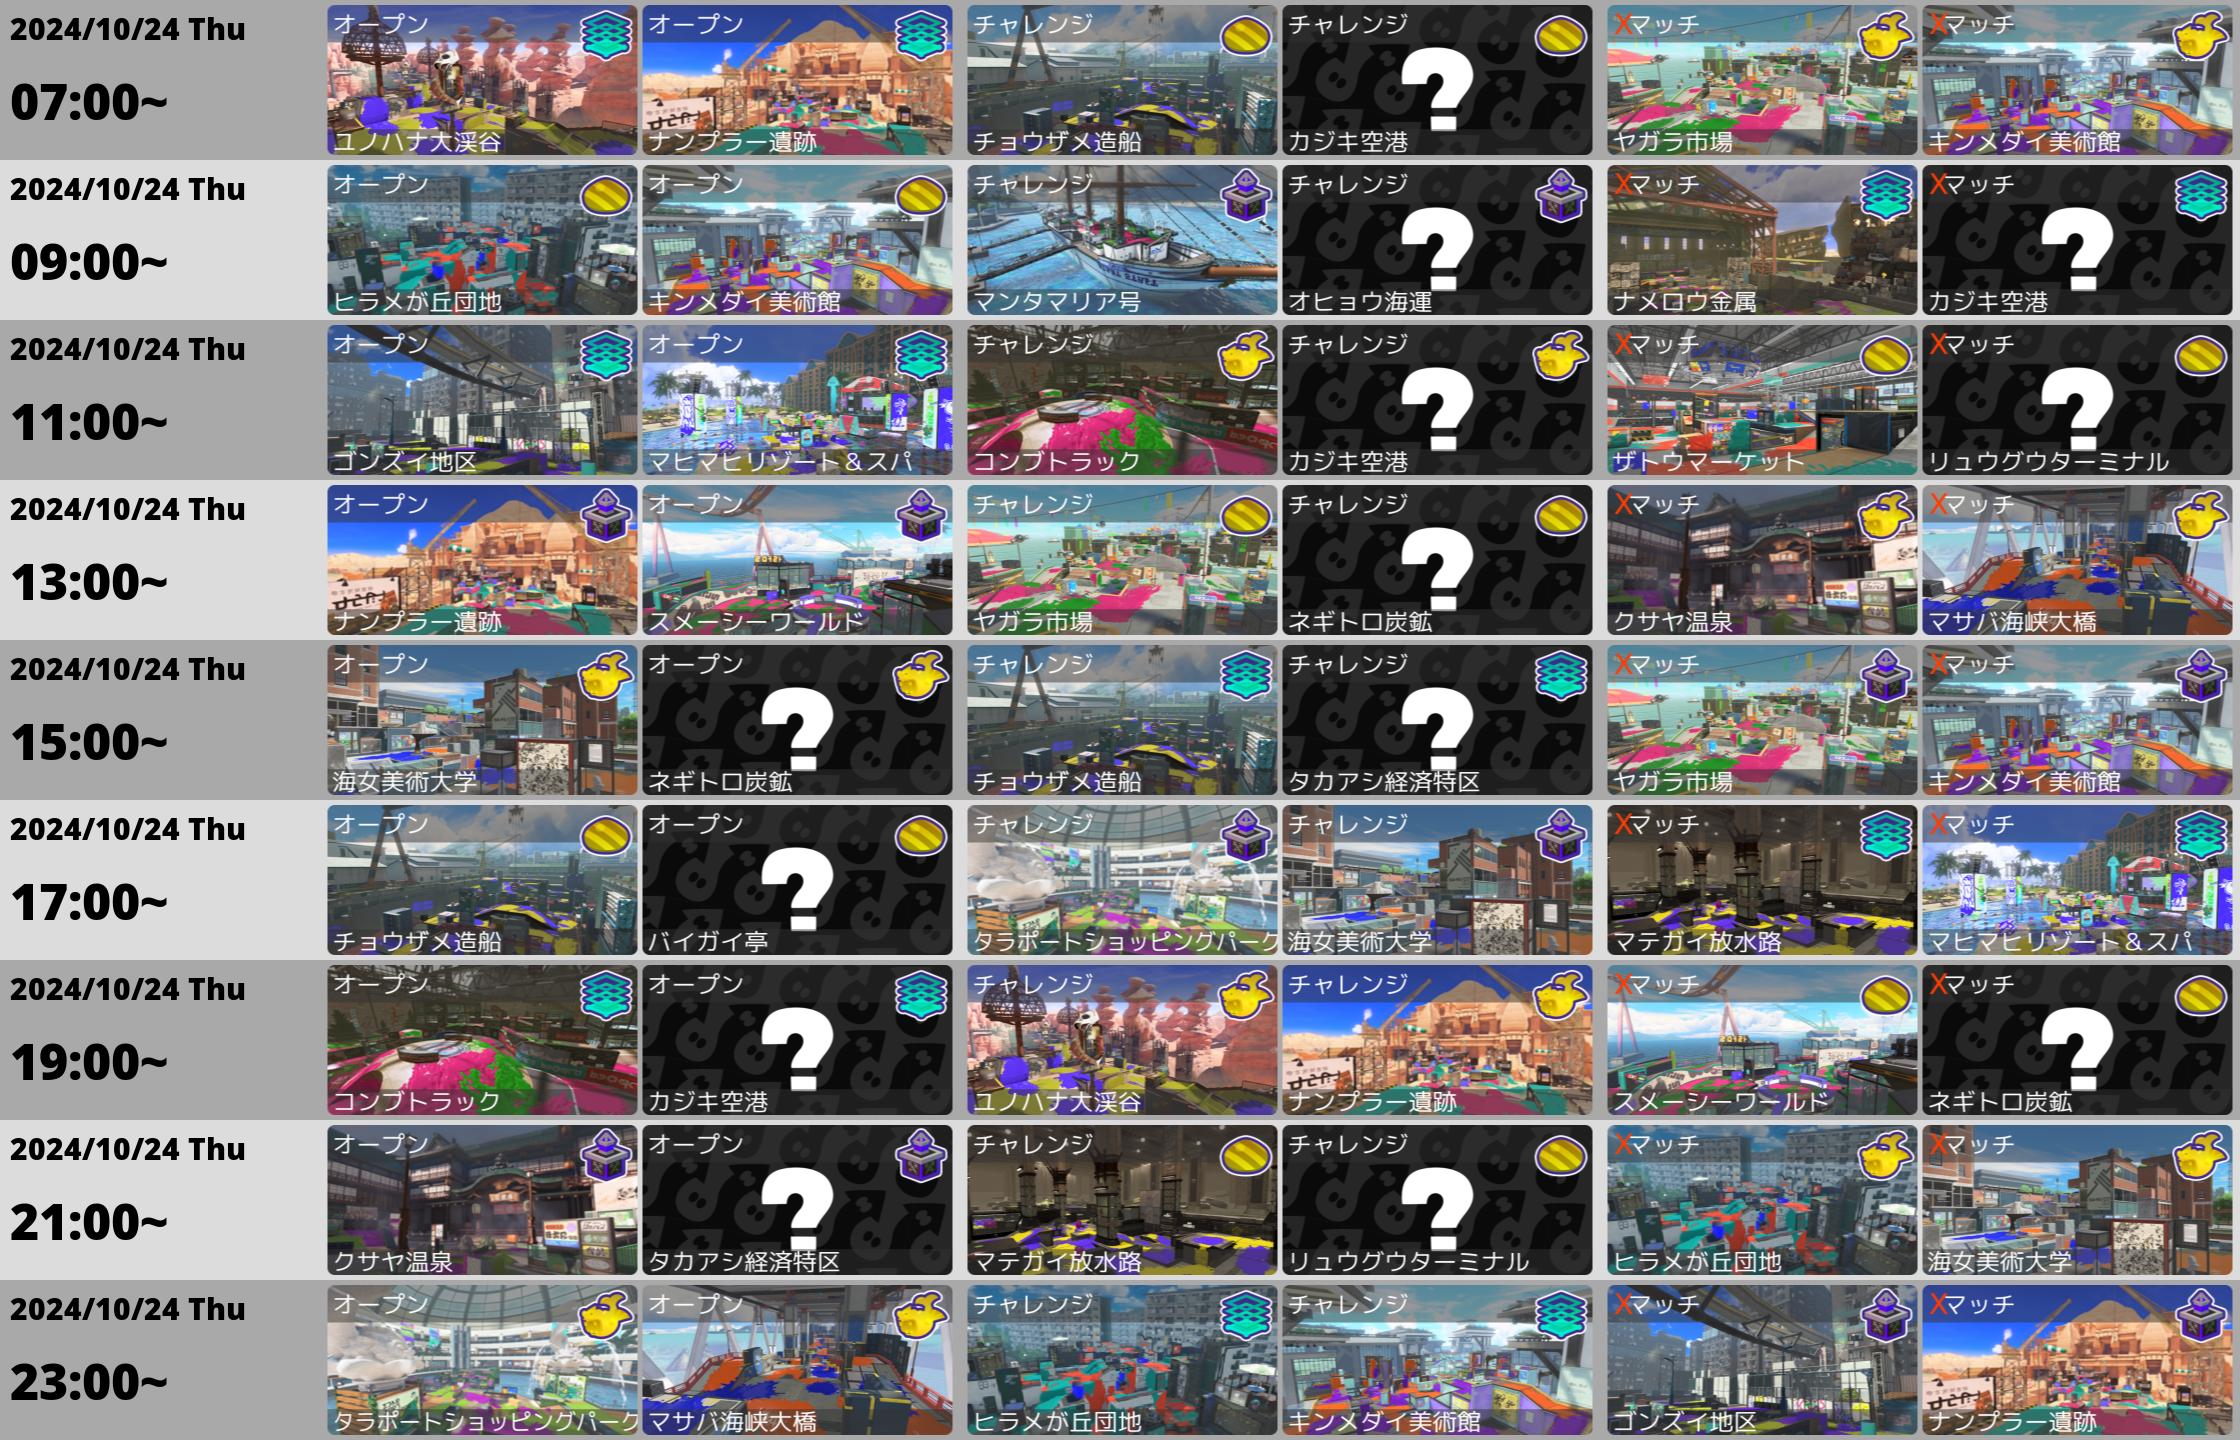 2024/10/24 Thu
07:00~
オープン
ユノハナ大渓谷
オープン
ナンプラー遺跡
チャレンジ
チョウザメ造船
チャレンジ
?
カジキ空港
Xマッチ
ヤガラ市場
Xマッチ
キンメダイ美術館
2024/10/24 Thu
09:00~
オープン
ヒラメが丘団地
オープン
キンメダイ美術館
チャレンジ
マンタマリア号
チャレンジ
?
オヒョウ海運
Xマッチ
ナメロウ金属
Xマッチ
?
カジキ空港
2024/10/24 Thu
11:00~
オープン
ゴンズイ地区
オープン
マヒマヒリゾート&スパ
チャレンジ
コンブトラック
チャレンジ
?
カジキ空港
Xマッチ
ザトウマーケット
Xマッチ
?
リュウグウターミナル
2024/10/24 Thu
13:00~
オープン
ナンプラー遺跡
オープン
スメーシーワールド
チャレンジ
ヤガラ市場
チャレンジ
?
ネギトロ炭鉱
Xマッチ
クサヤ温泉
Xマッチ
マサバ海峡大橋
2024/10/24 Thu
15:00~
オープン
海女美術大学
オープン
?
ネギトロ炭鉱
チャレンジ
チョウザメ造船
チャレンジ
?
タカアシ経済特区
Xマッチ
ヤガラ市場
Xマッチ
キンメダイ美術館
2024/10/24 Thu
17:00~
オープン
チョウザメ造船
オープン
?
バイガイ亭
チャレンジ
タラポートショッピングパーク
チャレンジ
海女美術大学
Xマッチ
マテガイ放水路
Xマッチ
マヒマヒリゾート&スパ
2024/10/24 Thu
19:00~
オープン
コンブトラック
オープン
?
カジキ空港
チャレンジ
ユノハナ大渓谷
チャレンジ
ナンプラー遺跡
Xマッチ
スメーシーワールド
Xマッチ
?
ネギトロ炭鉱
2024/10/24 Thu
21:00~
オープン
クサヤ温泉
オープン
?
タカアシ経済特区
チャレンジ
マテガイ放水路
チャレンジ
?
リュウグウターミナル
Xマッチ
ヒラメが丘団地
Xマッチ
海女美術大学
2024/10/24 Thu
23:00~
オープン
タラポートショッピングパーク
オープン
マサバ海峡大橋
チャレンジ
ヒラメが丘団地
チャレンジ
キンメダイ美術館
Xマッチ
ゴンズイ地区
Xマッチ
ナンプラー遺跡